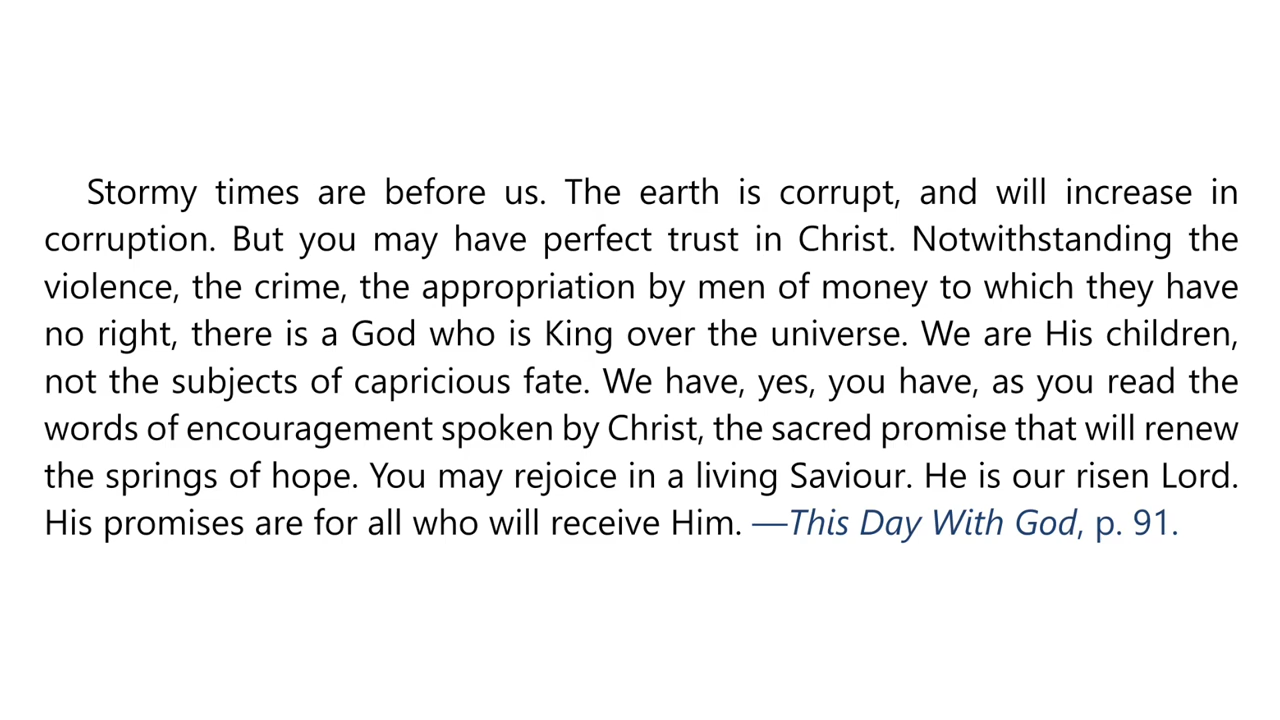 Stormy times are before us. The earth is corrupt, and will increase in
corruption. But you may have perfect trust in Christ. Notwithstanding the
violence, the crime, the appropriation by men of money to which they have
no right, there is a God who is King over the universe. We are His children,
not the subjects of capricious fate. We have, yes, you have, as you read the
words of encouragement spoken by Christ, the sacred promise that will renew
the springs of hope. You may rejoice in a living Saviour. He is our risen Lord.
His promises are for all who will receive Him. —This Day With God, p. 91.